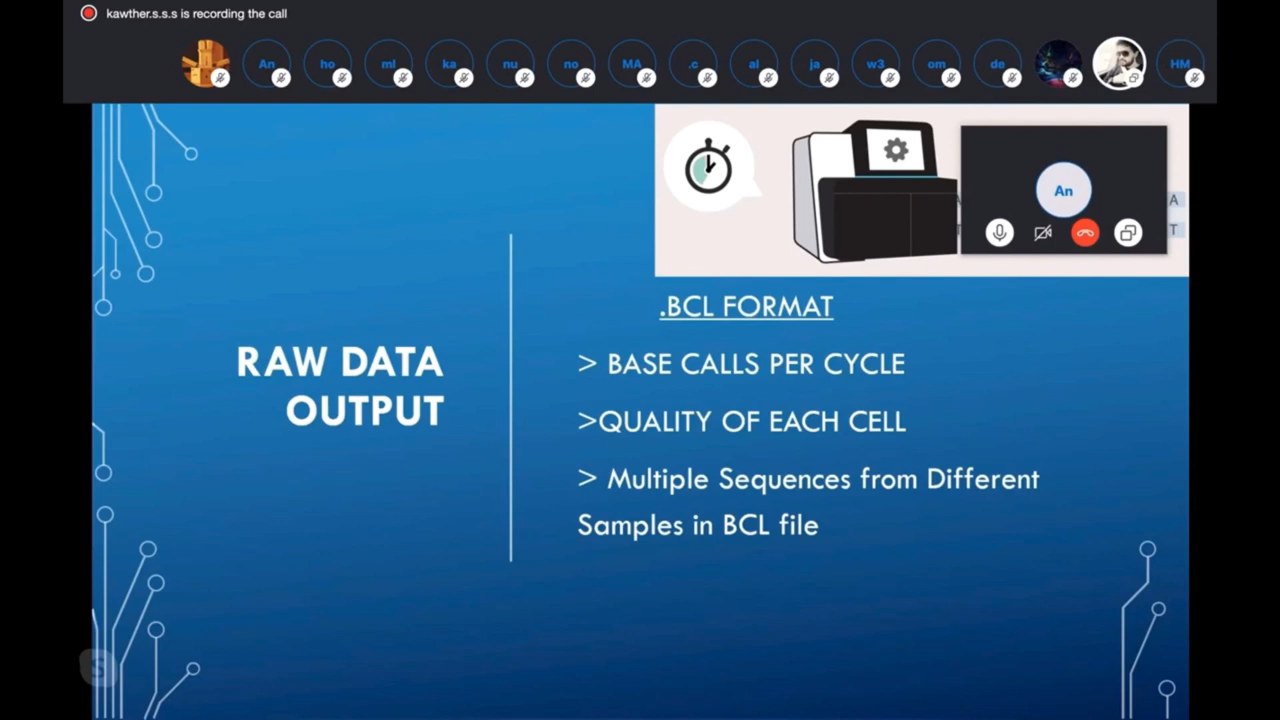 kawther.s.s.s is recording the call
An ho ml ka nu no MA .c al ja w3 om de HM
An
A
T
.BCL FORMAT
RAW DATA
OUTPUT
> BASE CALLS PER CYCLE
>QUALITY OF EACH CELL
> Multiple Sequences from Different
Samples in BCL file
S